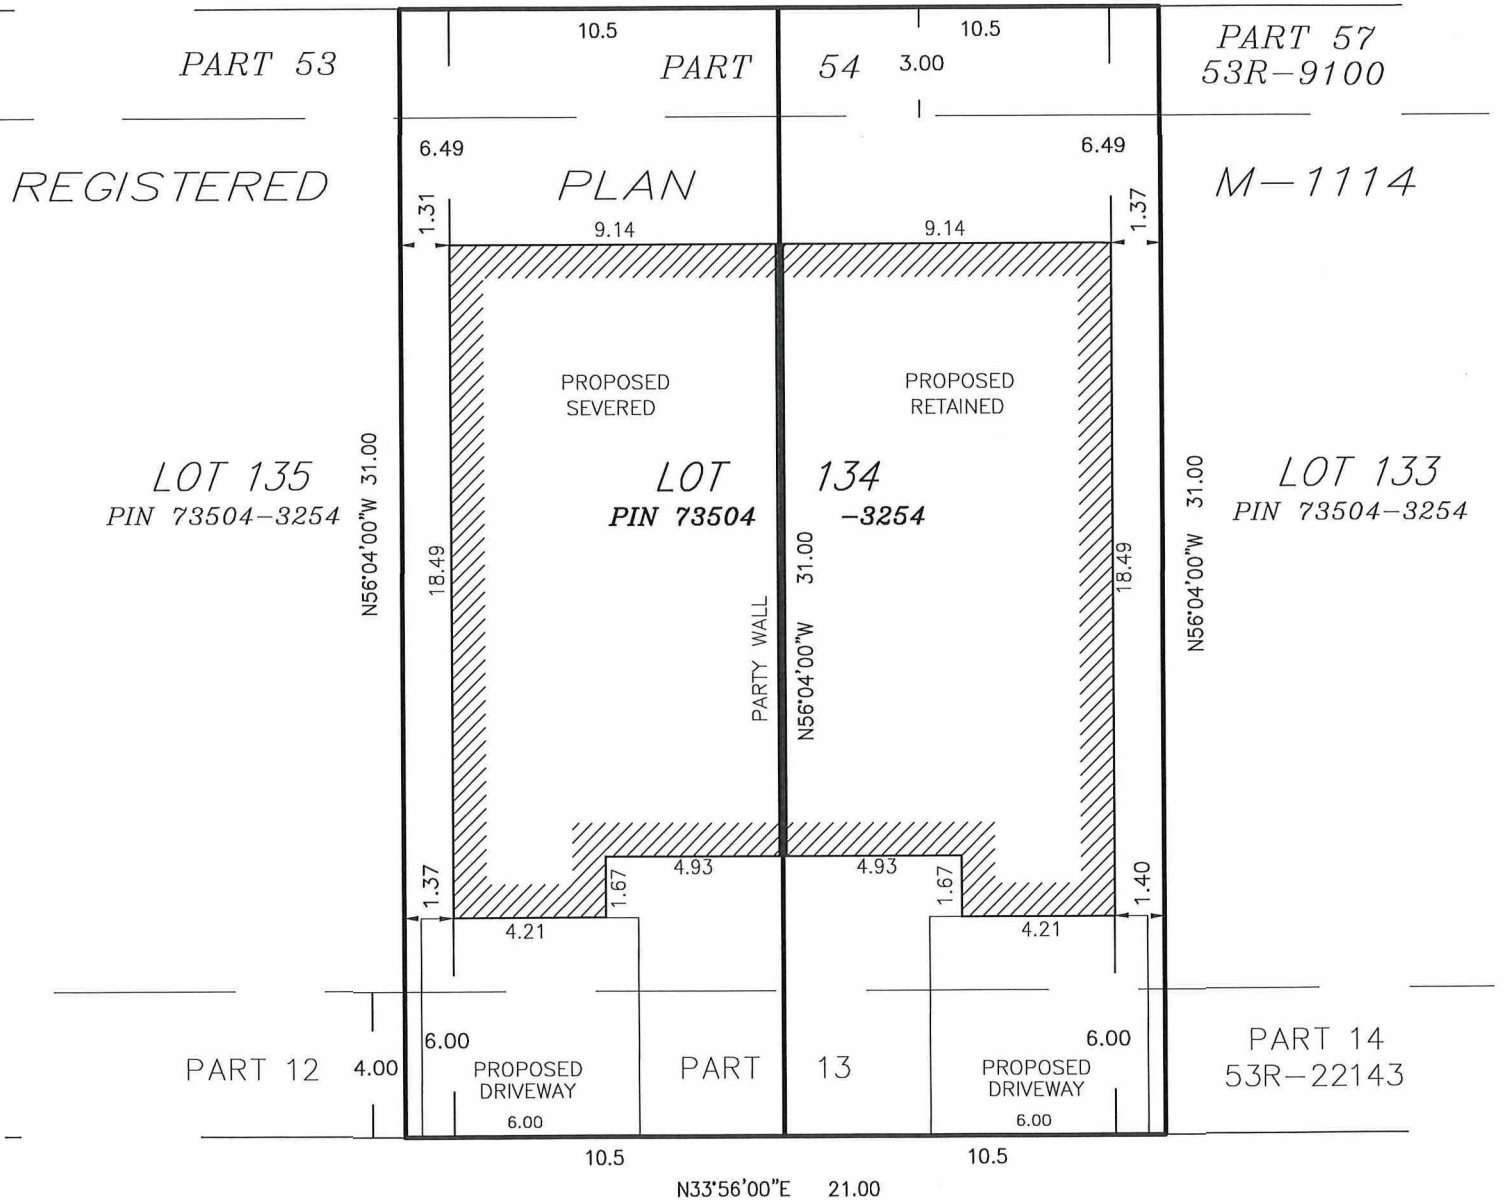 10.5
10.5
PART 53
PART 54
3.00
PART 57
53R-9100
6.49
6.49
REGISTERED PLAN M-1114
1.31
1.37
9.14
9.14
PROPOSED
SEVERED
PROPOSED
RETAINED
LOT 135
PIN 73504-3254
N56°04'00"W 31.00
LOT 134
PIN 73504 -3254
N56°04'00"W 31.00
LOT 133
PIN 73504-3254
18.49
PARTY WALL
N56°04'00"W 31.00
18.49
4.93
4.93
1.37
1.67
1.67
1.40
4.21
4.21
6.00
6.00
PART 12
4.00
PROPOSED
DRIVEWAY
PART 13
PROPOSED
DRIVEWAY
PART 14
53R-22143
6.00
6.00
10.5
10.5
N33°56'00"E 21.00